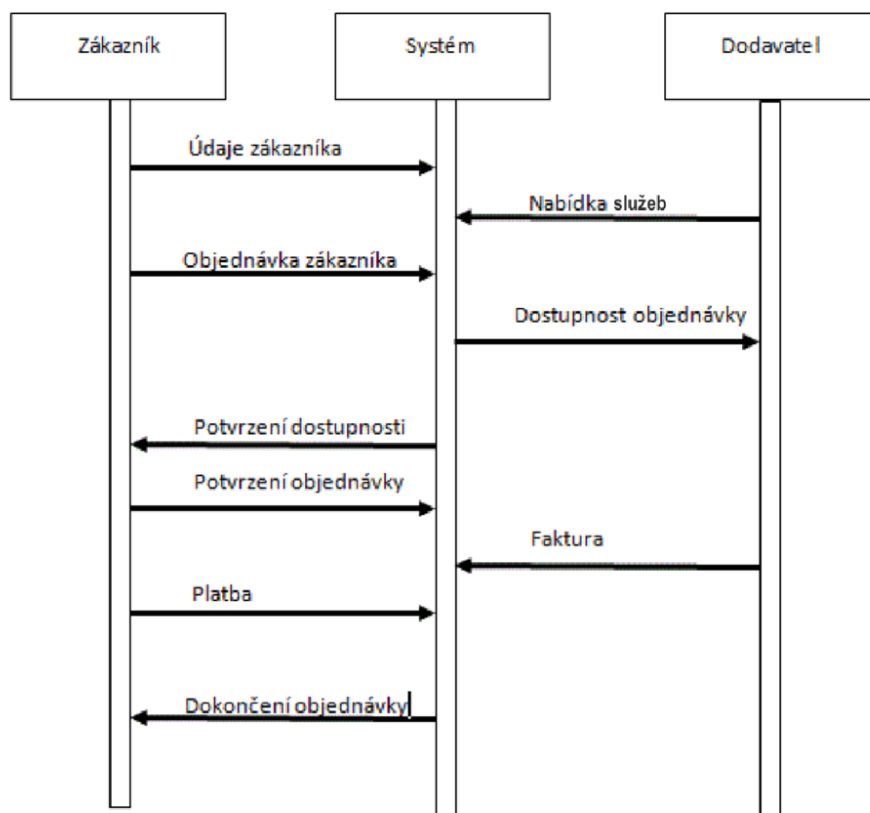 Zákazník
Systém
Dodavatel
Údaje zákazníka
Nabídka služeb
Objednávka zákazníka
Dostupnost objednávky
Potvrzení dostupnosti
Potvrzení objednávky
Faktura
Platba
Dokončení objednávky